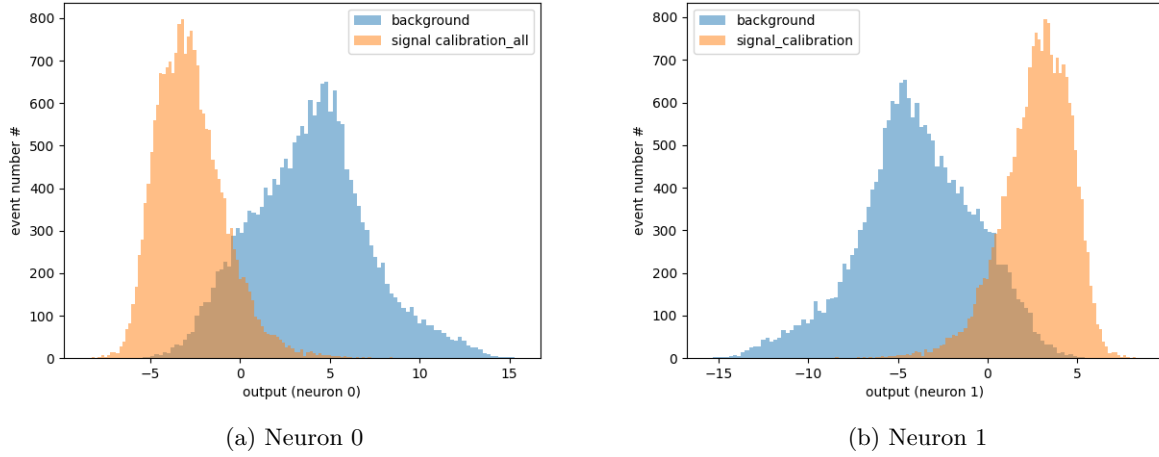 800
700
600
500
400
300
200
100
0
event number #
background
signal calibration_all
−5
0
5
10
15
output (neuron 0)
(a) Neuron 0
800
700
600
500
400
300
200
100
0
event number #
background
signal_calibration
−15
−10
−5
0
5
output (neuron 1)
(b) Neuron 1